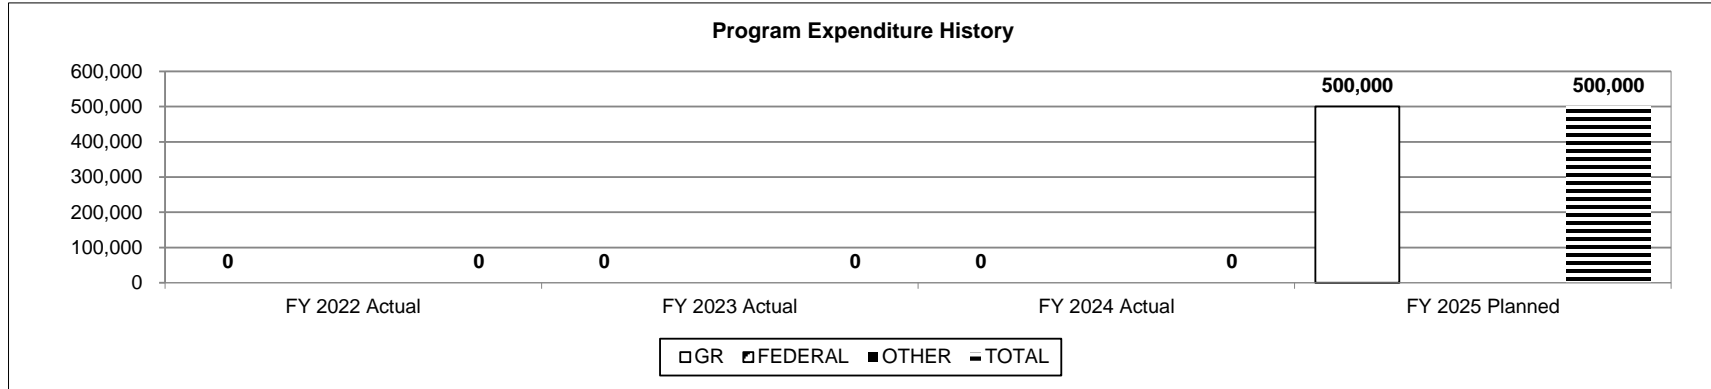 Program Expenditure History
600,000
500,000
400,000
300,000
200,000
100,000
0
500,000 500,000
0 0 0 0 0 0
FY 2022 Actual FY 2023 Actual FY 2024 Actual FY 2025 Planned
GR FEDERAL OTHER TOTAL